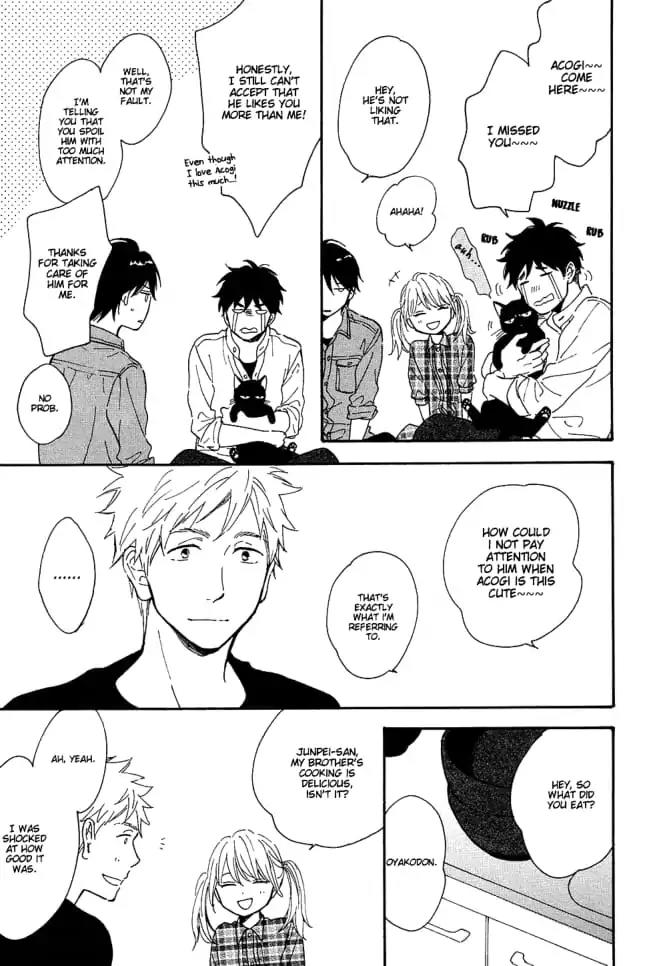 ACOGI~~
COME
HERE~~~
I MISSED
YOU~~~
HEY,
HE'S NOT
LIKING
THAT.
AHAHA!
NUZZLE
RUB
RUB
HONESTLY,
I STILL CAN'T
ACCEPT THAT
HE LIKES YOU
MORE THAN ME!
Even though
I love Acogi
this much...!
WELL,
THAT'S
NOT MY
FAULT.
I'M
TELLING
YOU THAT
YOU SPOIL
HIM WITH
TOO MUCH
ATTENTION.
THANKS
FOR TAKING
CARE OF
HIM FOR
ME.
NO
PROB.
HOW COULD
I NOT PAY
ATTENTION
TO HIM WHEN
ACOGI IS THIS
CUTE~~~
THAT'S
EXACTLY
WHAT I'M
REFERRING
TO.
......
HEY, SO
WHAT DID
YOU EAT?
OYAKODON.
JUNPEI-SAN,
MY BROTHER'S
COOKING IS
DELICIOUS,
ISN'T IT?
AH, YEAH.
I WAS
SHOCKED
AT HOW
GOOD IT
WAS.